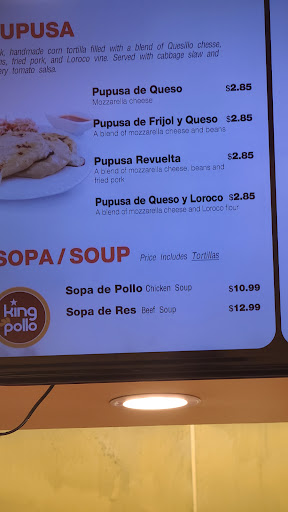 PUPUSA
k, handmade corn tortilla filled with a blend of Quesillo chesse,
ns, fried pork, and Loroco vine. Served with cabbage slaw and
ery tomato salsa.
Pupusa de Queso $2.85
Mozzarella cheese
Pupusa de Frijol y Queso $2.85
A blend of mozzarella cheese and beans
Pupusa Revuelta $2.85
A blend of mozzarella cheese, beans and
fried pork
Pupusa de Queso y Loroco $2.85
A blend of mozzarella cheese and Loroco flour
SOPA / SOUP Price Includes Tortillas
Sopa de Pollo Chicken Soup $10.99
Sopa de Res Beef Soup $12.99
king
pollo